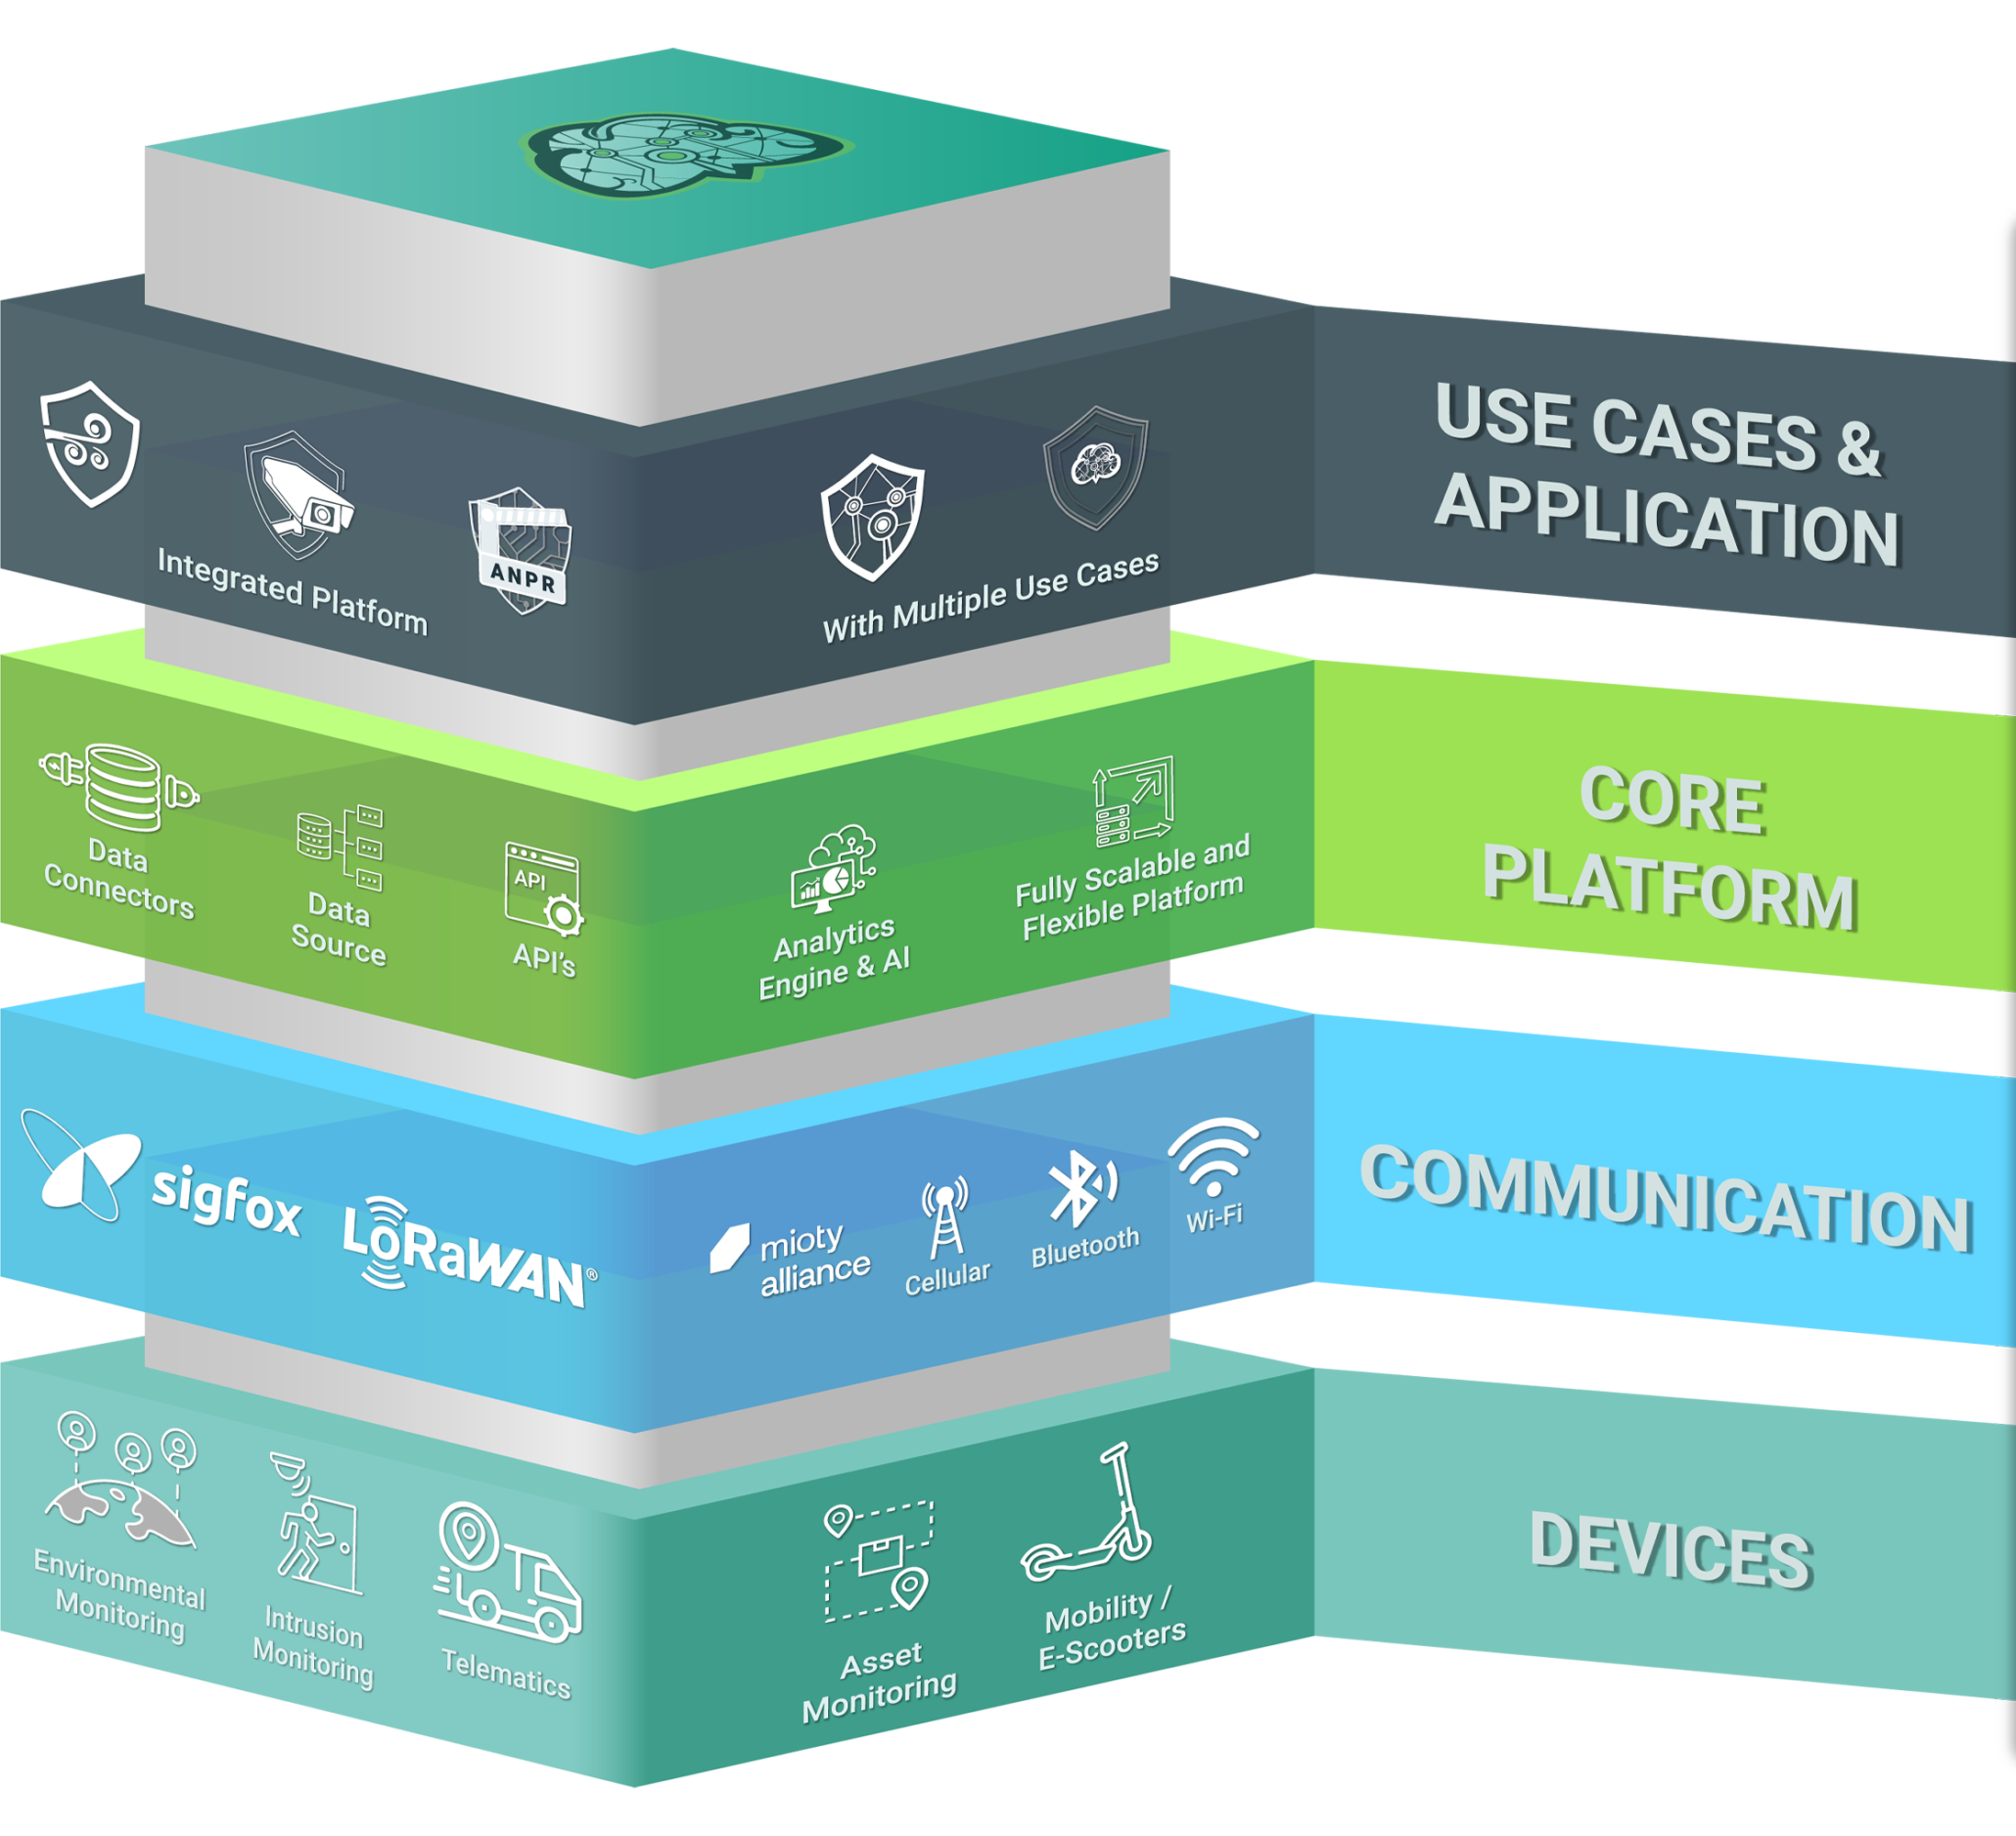 Integrated Platform
ANPR
With Multiple Use Cases
USE CASES &
APPLICATION
Data
Connectors
Data
Source
API
API's
Analytics
Engine & AI
Fully Scalable and
Flexible Platform
CORE
PLATFORM
sigfox
LoRaWAN®
mioty
alliance
Cellular
Bluetooth
Wi-Fi
COMMUNICATION
Environmental
Monitoring
Intrusion
Monitoring
Telematics
Asset
Monitoring
Mobility /
E-Scooters
DEVICES